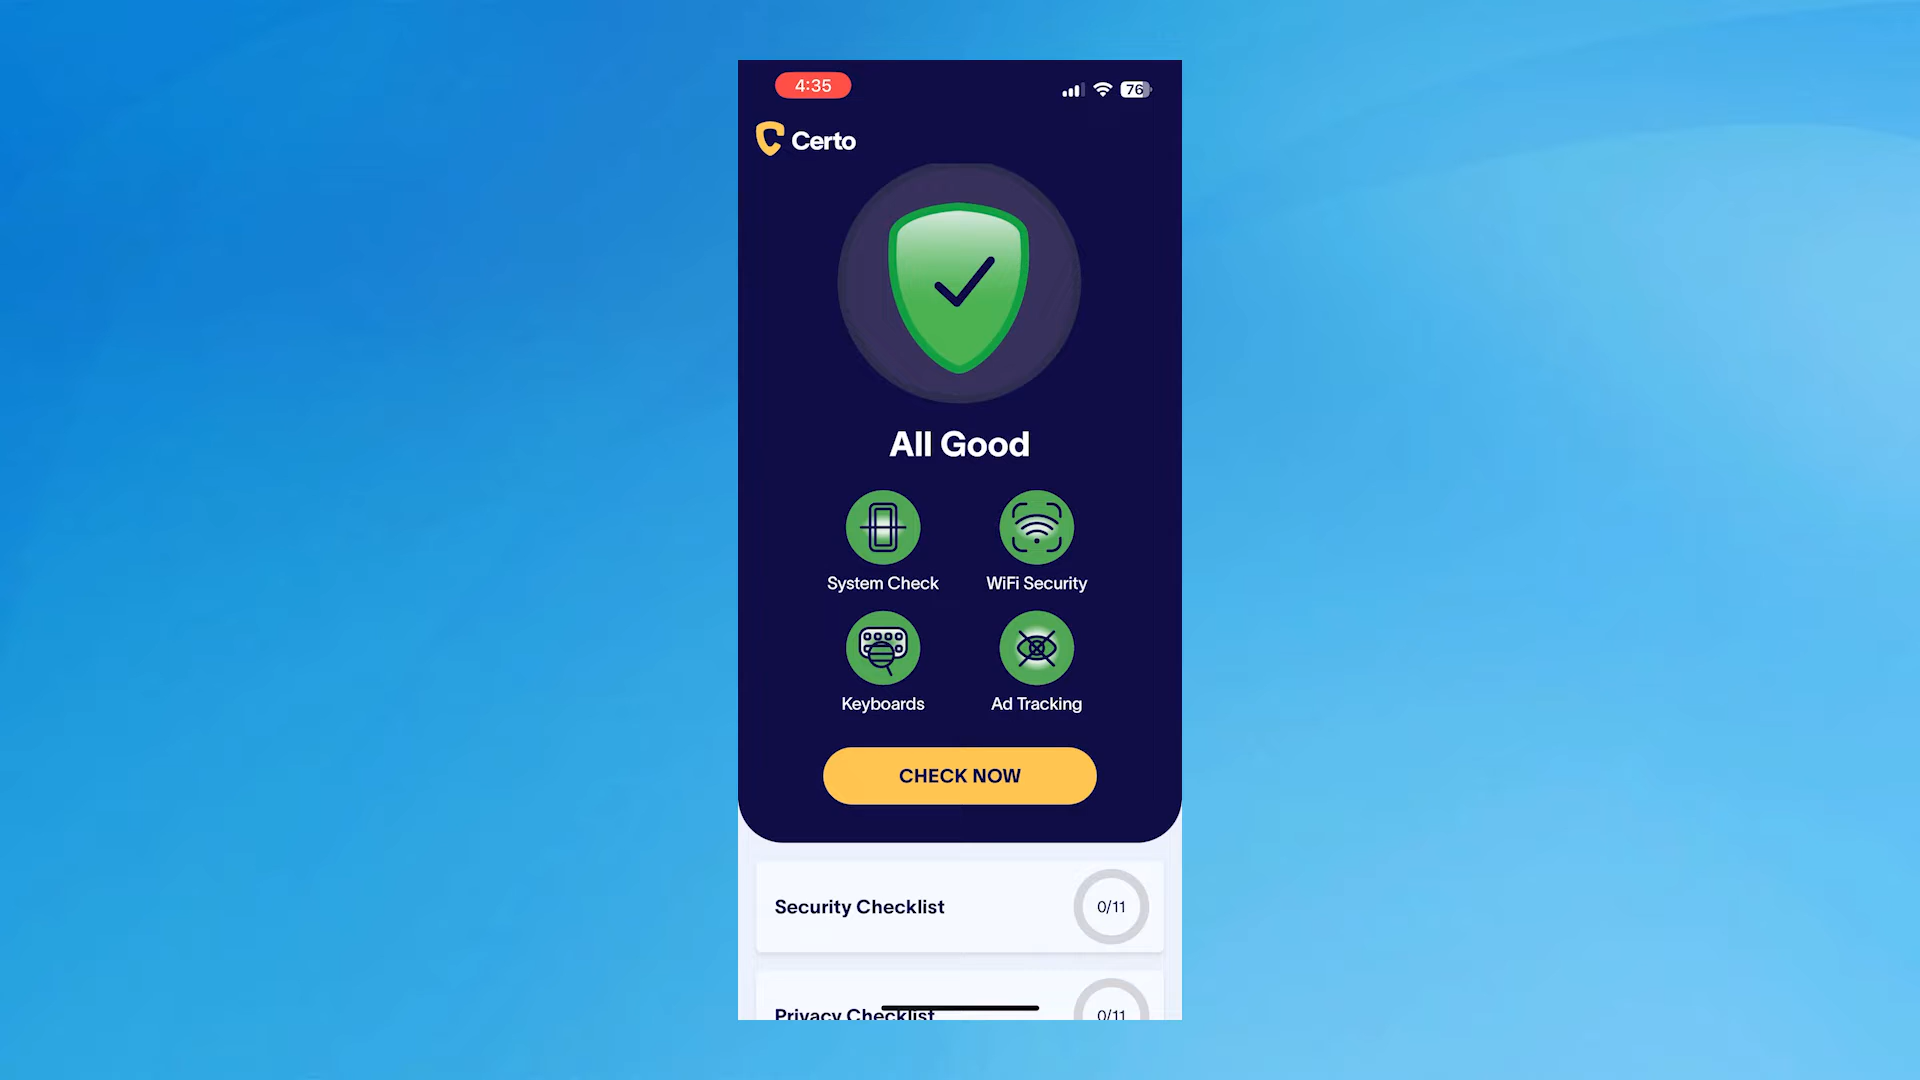 4:35
76
Certo
All Good
System Check
WiFi Security
Keyboards
Ad Tracking
CHECK NOW
Security Checklist
0/11
Privacy Checklist
0/11